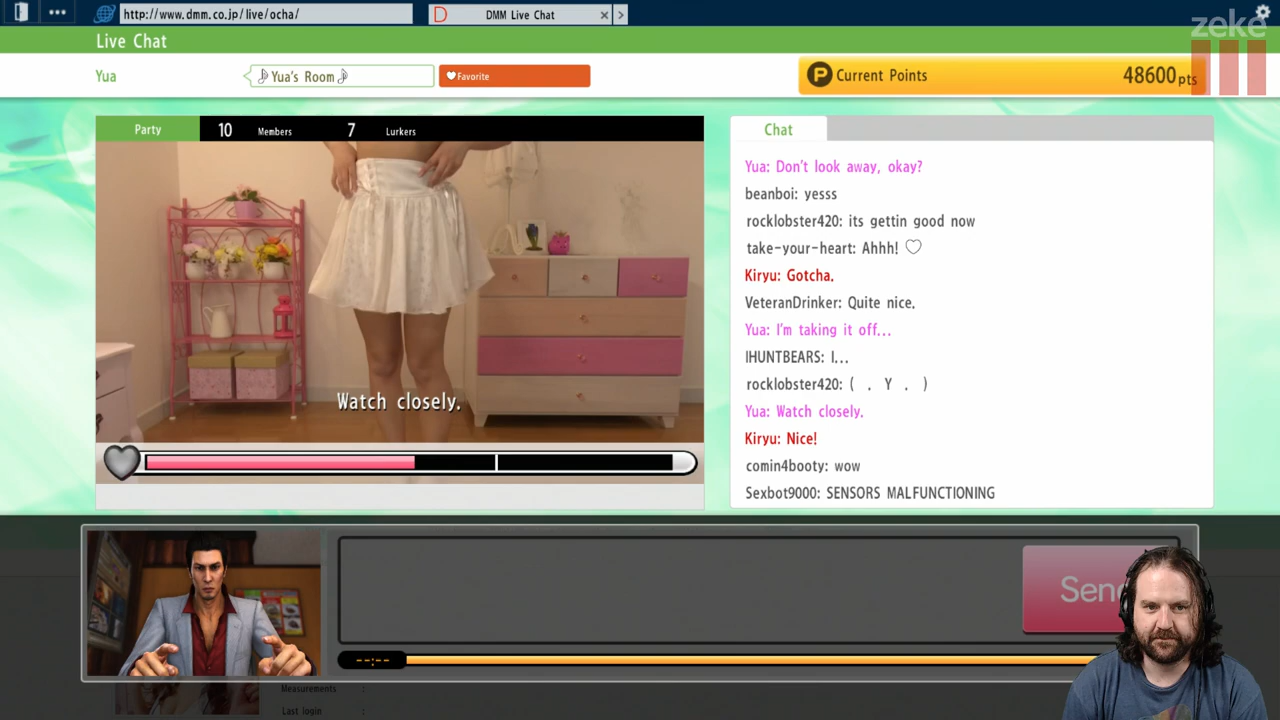 http://www.dmm.co.jp/live/ocha/
DMM Live Chat
zeke
III
Live Chat
Yua
Yua's Room
Favorite
P Current Points 48600pts
Party 10 Members 7 Lurkers
Chat
Yua: Don't look away, okay?
beanboi: yesss
rocklobster420: its gettin good now
take-your-heart: Ahhh! ♡
Kiryu: Gotcha.
VeteranDrinker: Quite nice.
Yua: I'm taking it off...
IHUNTBEARS: I...
rocklobster420: ( . Y . )
Yua: Watch closely.
Kiryu: Nice!
comin4booty: wow
Sexbot9000: SENSORS MALFUNCTIONING
Watch closely.
Send
--:--
Measurements :
Last login :